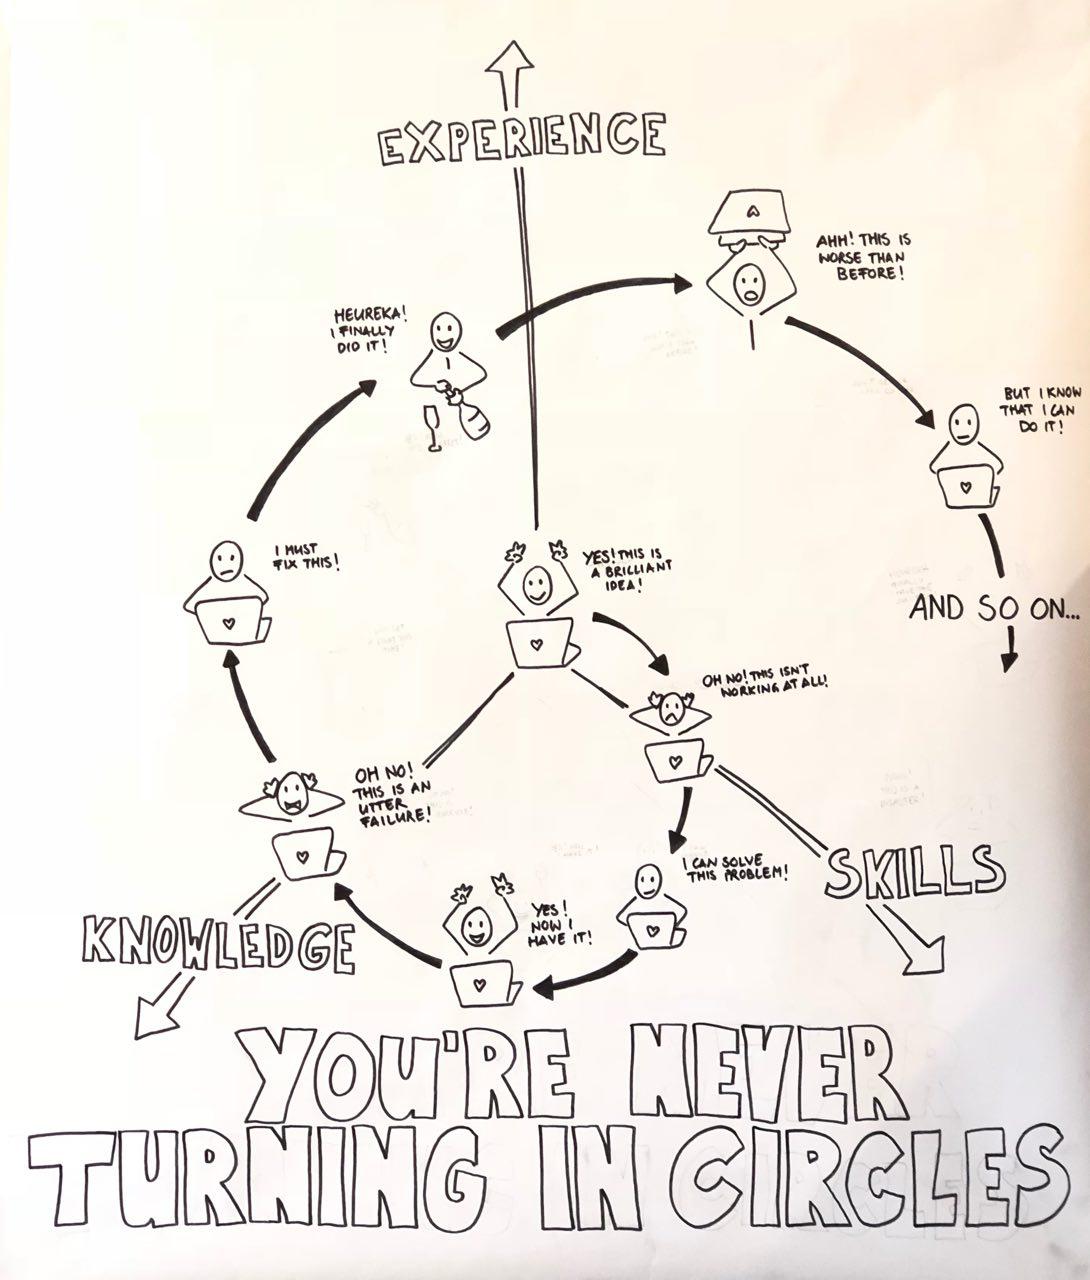 EXPERIENCE
AHH! THIS IS
WORSE THAN
BEFORE!
HEUREKA!
I FINALLY
DID IT!
BUT I KNOW
THAT I CAN
DO IT!
I MUST
FIX THIS!
YES! THIS IS
A BRILLIANT
IDEA!
AND SO ON...
OH NO! THIS ISN'T
WORKING AT ALL!
OH NO!
THIS IS AN
UTTER
FAILURE!
I CAN SOLVE
THIS PROBLEM!
SKILLS
YES!
NOW I
HAVE IT!
KNOWLEDGE
YOU'RE NEVER
TURNING IN CIRCLES